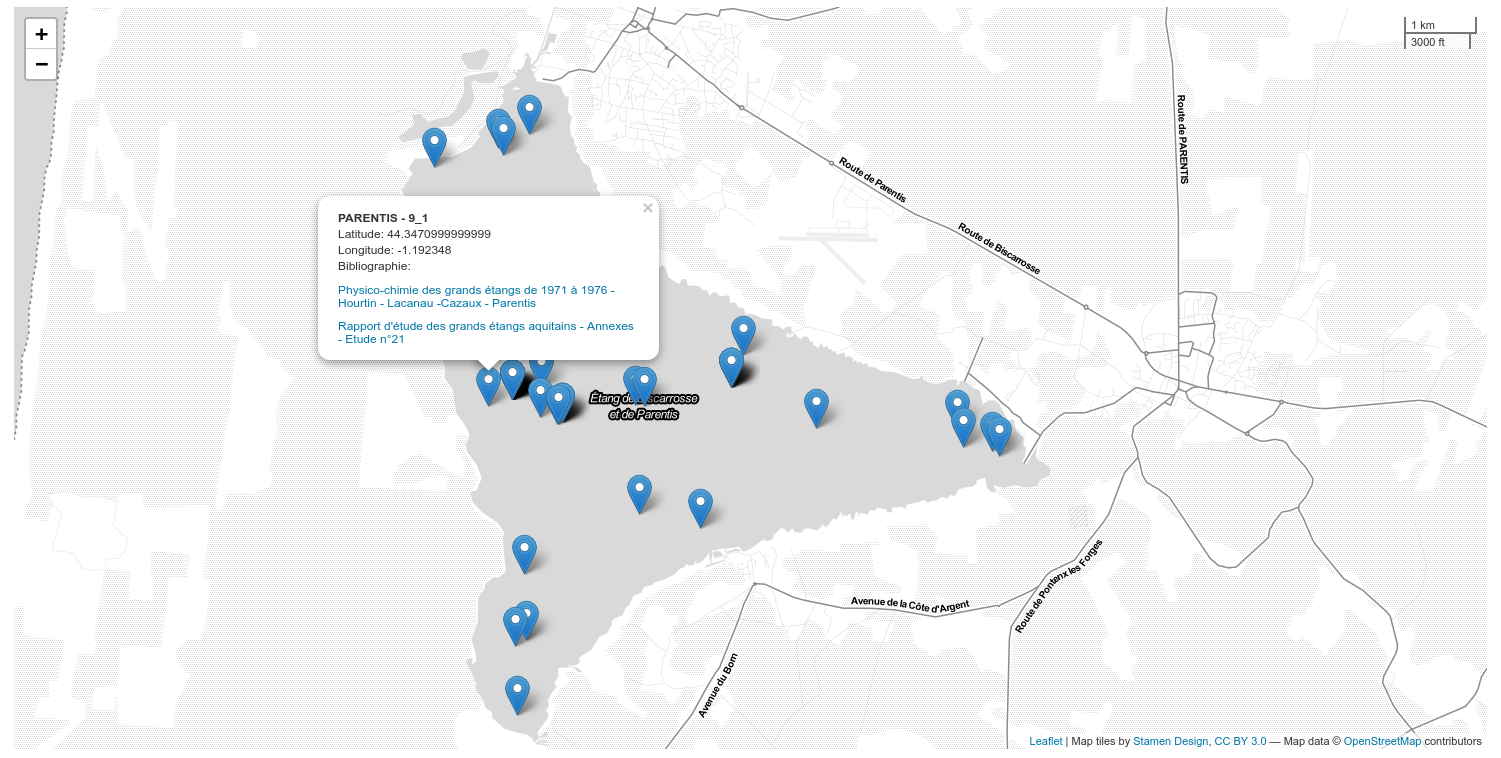 +
−
1 km
3000 ft
Route de PARENTIS
Route de Parentis
Route de Biscarrosse
×
PARENTIS - 9_1
Latitude: 44.3470999999999
Longitude: -1.192348
Bibliographie:
Physico-chimie des grands étangs de 1971 à 1976 -
Hourtin - Lacanau -Cazaux - Parentis
Rapport d'étude des grands étangs aquitains - Annexes
- Etude n°21
Étang de Biscarrosse
et de Parentis
Route de Pontenx les Forges
Avenue de la Côte d'Argent
Avenue du Born
Leaflet | Map tiles by Stamen Design, CC BY 3.0 — Map data © OpenStreetMap contributors